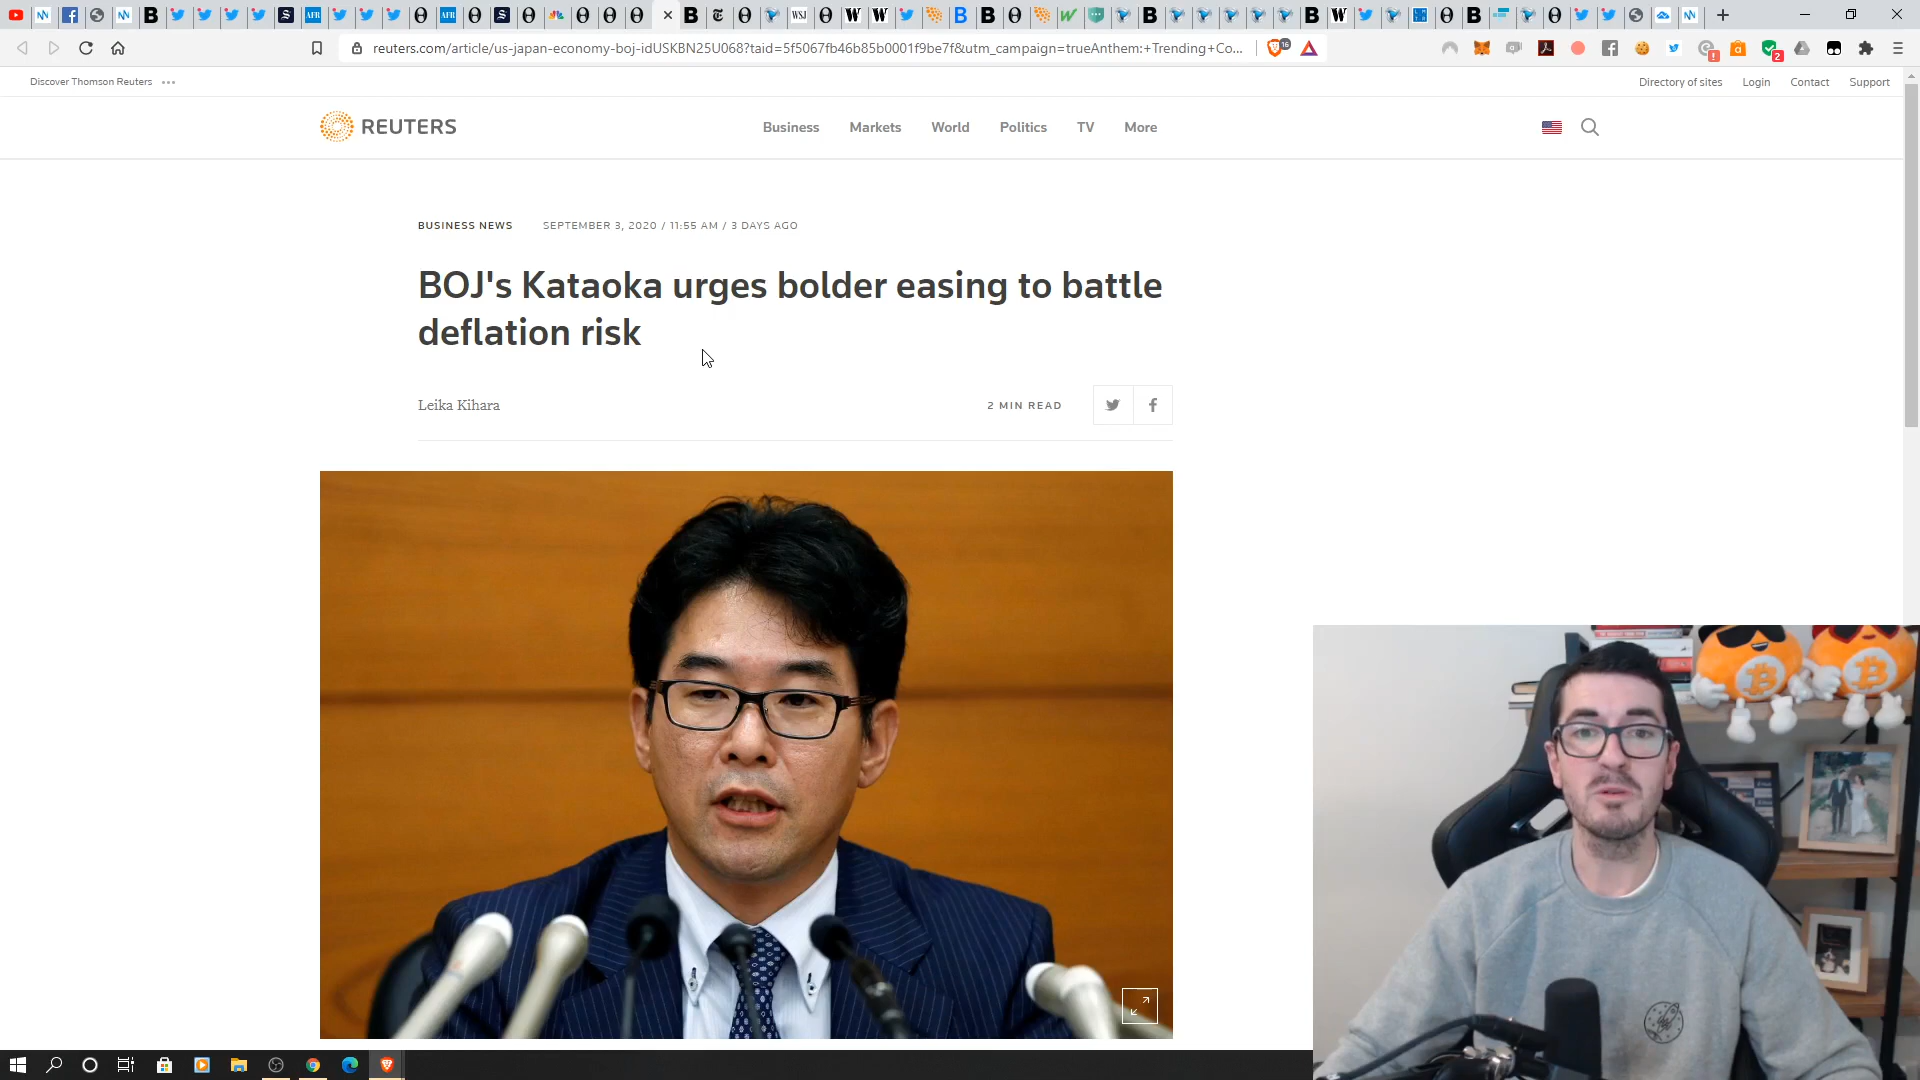 reuters.com/article/us-japan-economy-boj-idUSKBN25U068?taid=5f5067fb46b85b0001f9be7f&utm_campaign=trueAnthem:+Trending+Co...
Discover Thomson Reuters
Directory of sites Login Contact Support
REUTERS
Business Markets World Politics TV More
BUSINESS NEWS SEPTEMBER 3, 2020 / 11:55 AM / 3 DAYS AGO
BOJ's Kataoka urges bolder easing to battle
deflation risk
Leika Kihara
2 MIN READ